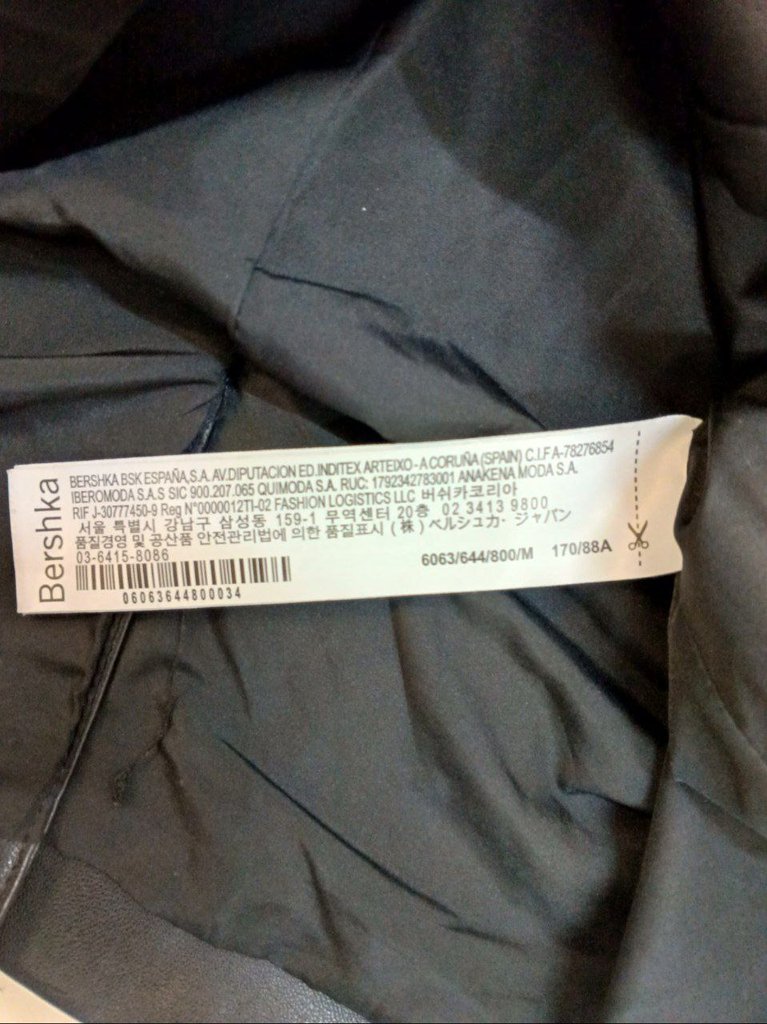 Bershka
BERSHKA BSK ESPAÑA,S.A. AV.DIPUTACION ED.INDITEX ARTEIXO-A CORUÑA (SPAIN) C.I.F A-78276854
IBEROMODA S.A.S SIC 900.207.065 QUIMODA S.A. RUC: 1792342783001 ANAKENA MODA S.A.
RIF J-30777450-9 Reg N°0000012TI-02 FASHION LOGISTICS LLC 버쉬카코리아
서울 특별시 강남구 삼성동 159-1 무역센터 20층 02 3413 9800
품질경영 및 공산품 안전관리법에 의한 품질표시 (株) ベルシュカ・ジャパン
03-6415-8086
6063/644/800/M 170/88A
06063644800034